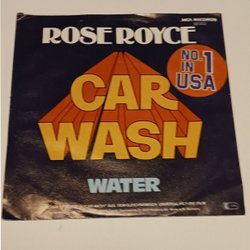 MCA RECORDS
ROSE ROYCE
NO. 1
IN
USA
CAR
WASH
WATER